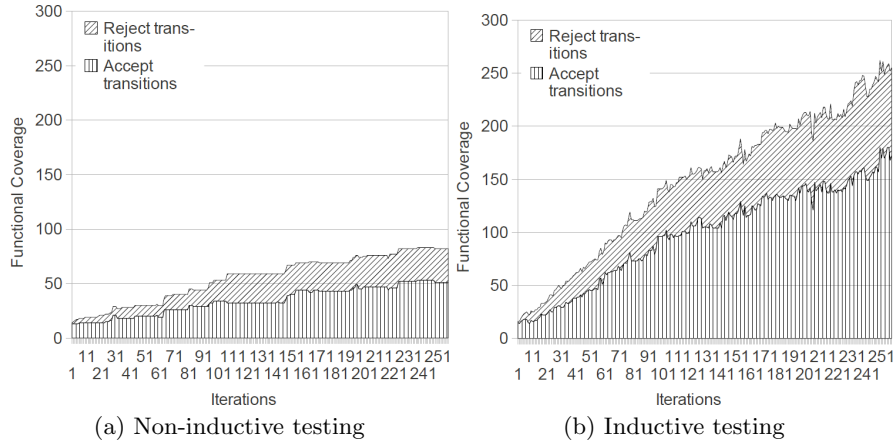 300
250
200
150
100
50
0
Functional Coverage
Reject trans-
itions
Accept
transitions
11 31 51 71 91 111 131 151 171 191 211 231 251
1 21 41 61 81 101 121 141 161 181 201 221 241
Iterations
(a) Non-inductive testing
300
250
200
150
100
50
0
Functional Coverage
Reject trans-
itions
Accept
transitions
11 31 51 71 91 111 131 151 171 191 211 231 251
1 21 41 61 81 101 121 141 161 181 201 221 241
Iterations
(b) Inductive testing